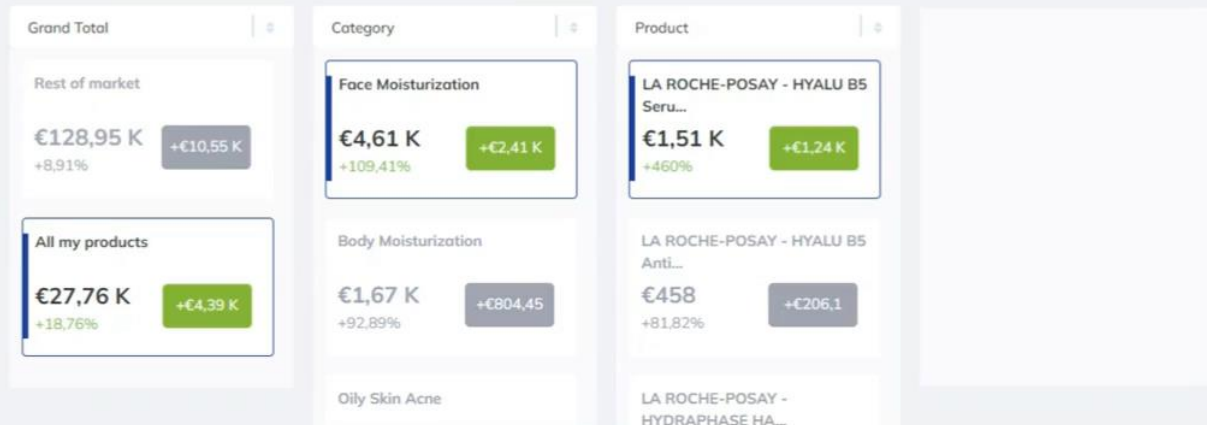 Grand Total
Rest of market
€128,95 K
+€10,55 K
+8,91%
All my products
€27,76 K
+€4,39 K
+18,76%
Category
Face Moisturization
€4,61 K
+€2,41 K
+109,41%
Body Moisturization
€1,67 K
+€804,45
+92,89%
Oily Skin Acne
Product
LA ROCHE-POSAY - HYALU B5
Seru...
€1,51 K
+€1,24 K
+460%
LA ROCHE-POSAY - HYALU B5
Anti...
€458
+€206,1
+81,82%
LA ROCHE-POSAY -
HYDRAPHASE HA...